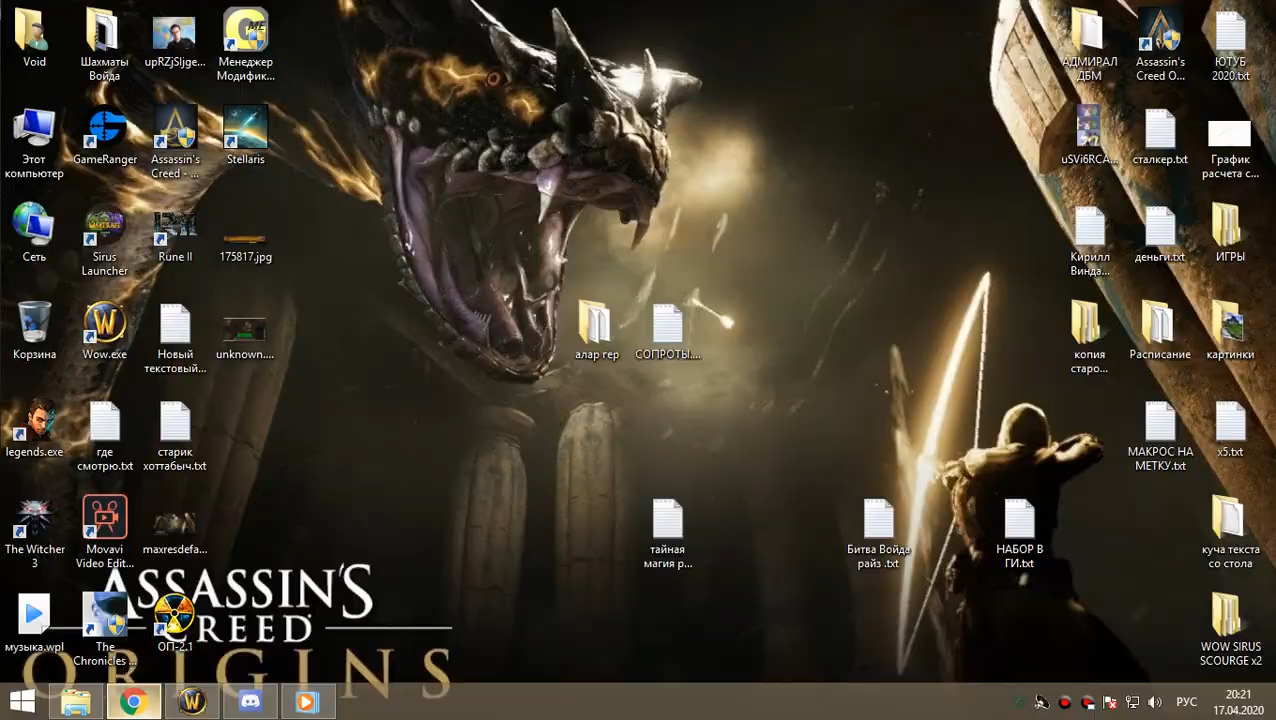 Void
Шахматы
Войда
upRZjSljge...
Менеджер
Модифик...
Этот
компьютер
GameRanger
Assassin's
Creed - ...
Stellaris
Сеть
Sirus
Launcher
Rune II
175817.jpg
Корзина
Wow.exe
Новый
текстовый...
unknown....
legends.exe
где
смотрю.txt
старик
хоттабыч.txt
The Witcher
3
Movavi
Video Edit...
maxresdefa...
музыка.wpl
The
Chronicles ...
ОП-2.1
алар гер
СОПРОТЫ....
тайная
магия р...
Битва Войда
райз .txt
НАБОР В
ГИ.txt
АДМИРАЛ
ДБМ
Assassin's
Creed O...
ЮТУБ
2020.txt
uSVi6RCA...
сталкер.txt
График
расчета с...
Кирилл
Винда...
деньги.txt
ИГРЫ
копия
старо...
Расписание
картинки
МАКРОС НА
МЕТКУ.txt
x5.txt
куча текста
со стола
WOW SIRUS
SCOURGE x2
ASSASSIN'S
CREED
ORIGINS
РУС
20:21
17.04.2020